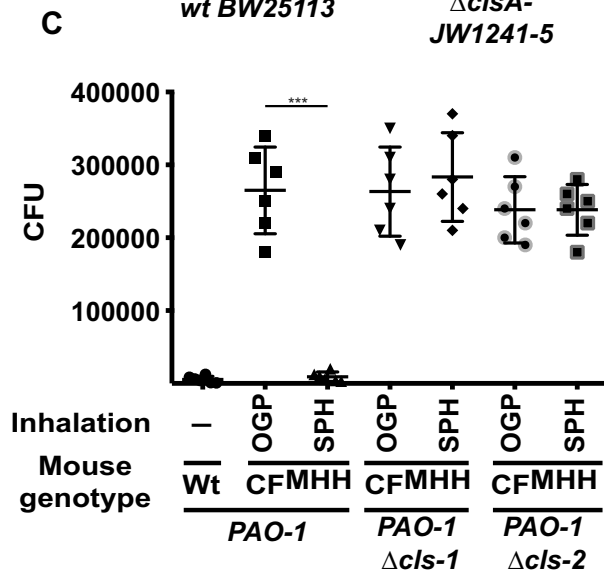 C
wt BW25113
ΔclsA-
JW1241-5
400000
300000
200000
100000
CFU
***
Inhalation
–
OGP
SPH
OGP
SPH
OGP
SPH
Mouse
genotype
Wt
CFMHH
CFMHH
CFMHH
PAO-1
PAO-1
Δcls-1
PAO-1
Δcls-2